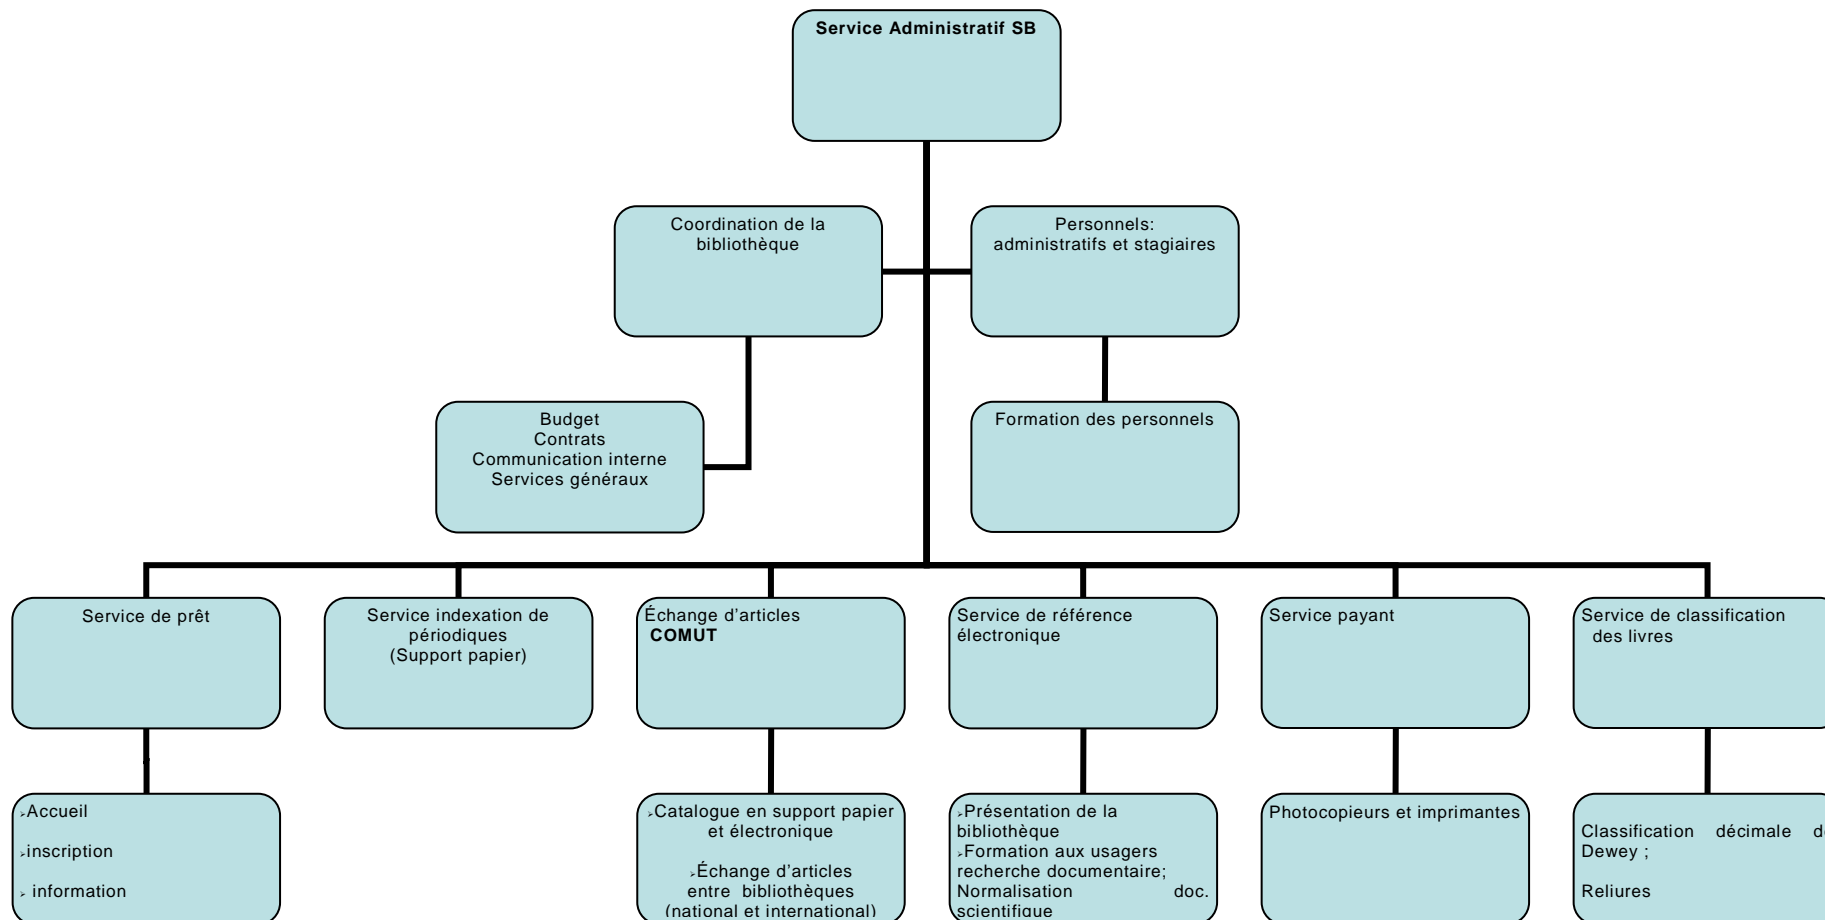 Service Administratif SB
Coordination de la
bibliothèque
Personnels:
administratifs et stagiaires
Budget
Contrats
Communication interne
Services généraux
Formation des personnels
Service de prêt
Service indexation de
périodiques
(Support papier)
Échange d’articles
COMUT
Service de référence
électronique
Service payant
Service de classification
des livres
➢Accueil
➢inscription
➢ information
➢Catalogue en support papier
et électronique
➢Échange d’articles
entre bibliothèques
(national et international)
➢Présentation de la
bibliothèque
➢Formation aux usagers
recherche documentaire;
Normalisation doc.
scientifique
Photocopieurs et imprimantes
Classification décimale
Dewey ;
Reliures